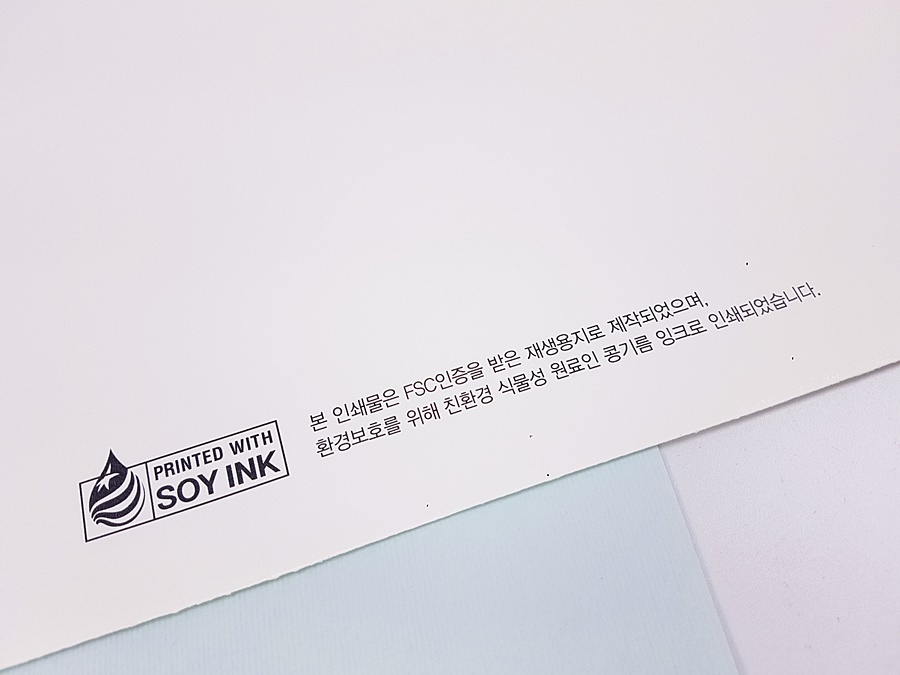 본 인쇄물은 FSC인증을 받은 재생용지로 제작되었으며,
환경보호를 위해 친환경 식물성 원료인 콩기름 잉크로 인쇄되었습니다.
PRINTED WITH
SOY INK